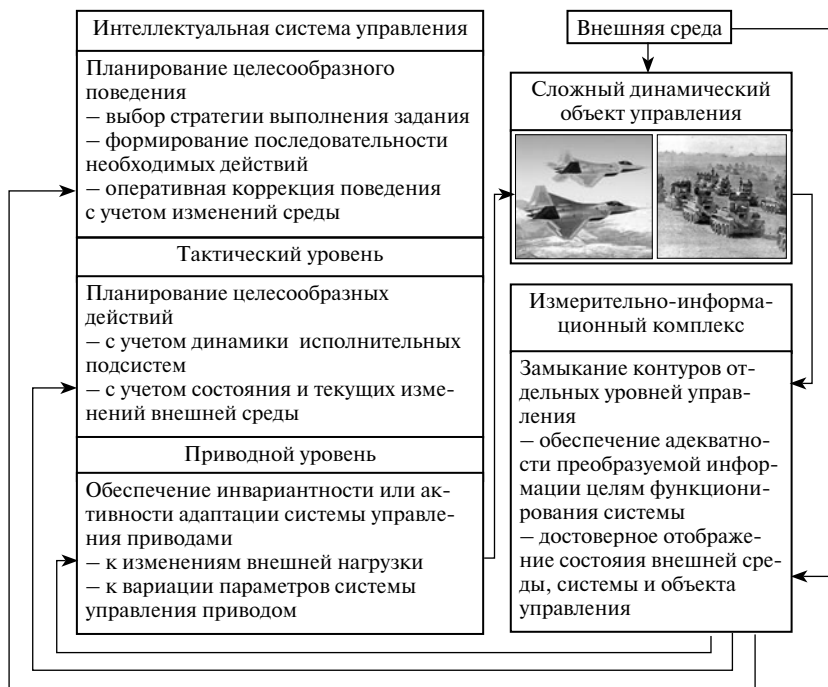 Интеллектуальная система управления
Планирование целесообразного
поведения
– выбор стратегии выполнения задания
– формирование последовательности
необходимых действий
– оперативная коррекция поведения
с учетом изменений среды
Тактический уровень
Планирование целесообразных
действий
– с учетом динамики исполнительных
подсистем
– с учетом состояния и текущих изме-
нений внешней среды
Приводной уровень
Обеспечение инвариантности или ак-
тивности адаптации системы управле-
ния приводами
– к изменениям внешней нагрузки
– к вариации параметров системы
управления приводом
Внешняя среда
Сложный динамический
объект управления
Измерительно-информа-
ционный комплекс
Замыкание контуров от-
дельных уровней управ-
ления
– обеспечение адекватно-
сти преобразуемой инфор-
мации целям функциони-
рования системы
– достоверное отображе-
ние состояия внешней сре-
ды, системы и объекта
управления